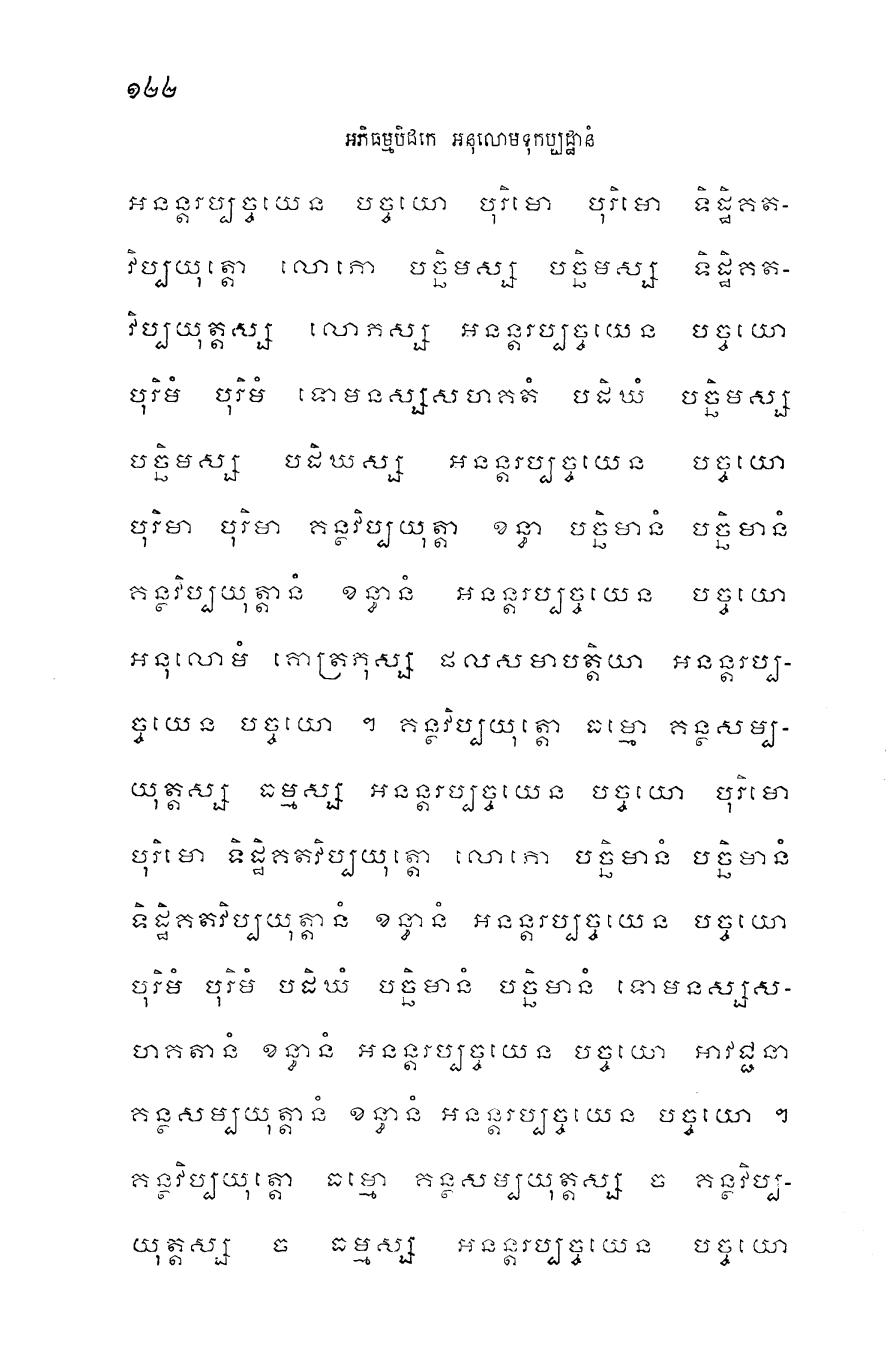 ១៤៤
អភិធម្មបិដកេ អនុលោមទុកប្បដ្ឋានំ
អនន្តរប្បច្ចយេន បច្ចយោ បុរិមោ បុរិមោ ទិដ្ឋិគត-
វិប្បយុត្តោ លោភោ បច្ឆិមស្ស បច្ឆិមស្ស ទិដ្ឋិគត-
វិប្បយុត្តស្ស លោភស្ស អនន្តរប្បច្ចយេន បច្ចយោ
បុរិមំ បុរិមំ ទោមនស្សសហគតំ បដិឃំ បច្ឆិមស្ស
បច្ឆិមស្ស បដិឃស្ស អនន្តរប្បច្ចយេន បច្ចយោ
បុរិមា បុរិមា គន្ថវិប្បយុត្តា ខន្ធា បច្ឆិមានំ បច្ឆិមានំ
គន្ថវិប្បយុត្តានំ ខន្ធានំ អនន្តរប្បច្ចយេន បច្ចយោ
អនុលោមំ គោត្រភុស្ស ផលសមាបត្តិយា អនន្តរប្ប-
ច្ចយេន បច្ចយោ ។ គន្ថវិប្បយុត្តោ ធម្មោ គន្ថសម្ប-
យុត្តស្ស ធម្មស្ស អនន្តរប្បច្ចយេន បច្ចយោ បុរិមោ
បុរិមោ ទិដ្ឋិគតវិប្បយុត្តោ លោភោ បច្ឆិមានំ បច្ឆិមានំ
ទិដ្ឋិគតវិប្បយុត្តានំ ខន្ធានំ អនន្តរប្បច្ចយេន បច្ចយោ
បុរិមំ បុរិមំ បដិឃំ បច្ឆិមានំ បច្ឆិមានំ ទោមនស្សស-
ហគតានំ ខន្ធានំ អនន្តរប្បច្ចយេន បច្ចយោ អាវជ្ជនា
គន្ថសម្បយុត្តានំ ខន្ធានំ អនន្តរប្បច្ចយេន បច្ចយោ ។
គន្ថវិប្បយុត្តោ ធម្មោ គន្ថសម្បយុត្តស្ស ច គន្ថវិប្ប-
យុត្តស្ស ច ធម្មស្ស អនន្តរប្បច្ចយេន បច្ចយោ